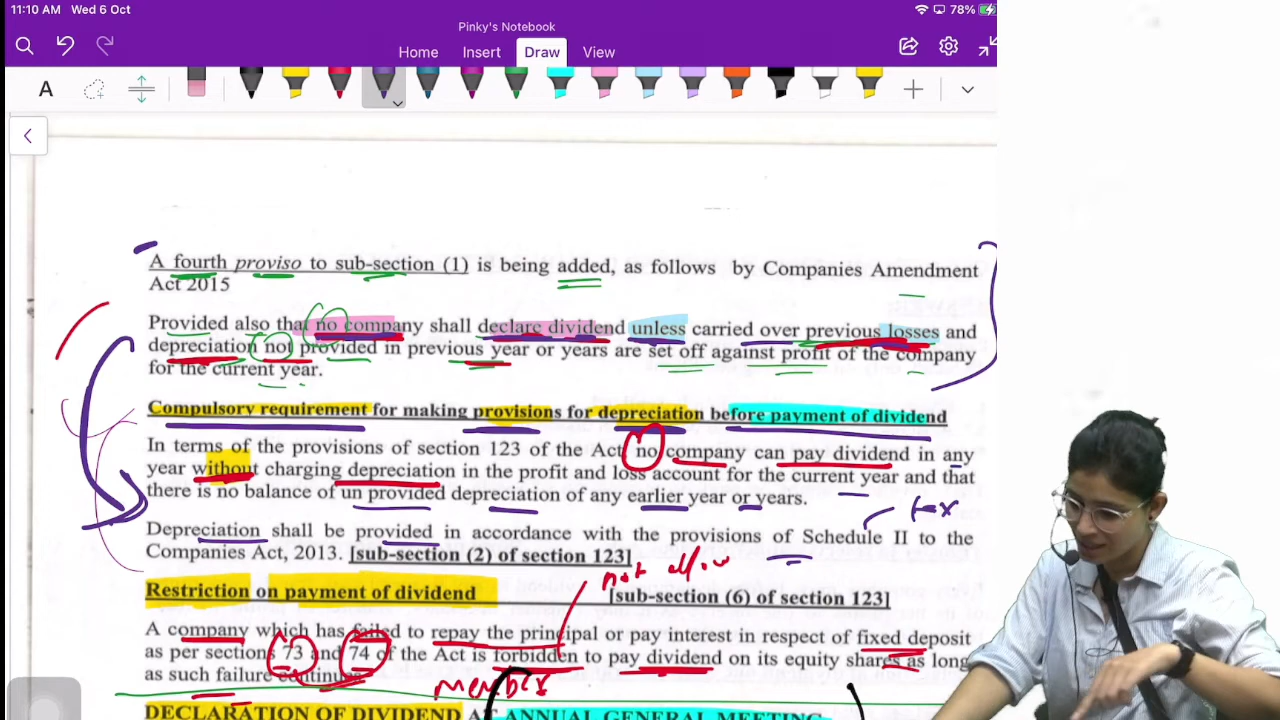 11:10 AM Wed 6 Oct
78%
Pinky's Notebook
Home Insert Draw View
A
A fourth proviso to sub-section (1) is being added, as follows by Companies Amendment
Act 2015
Provided also that no company shall declare dividend unless carried over previous losses and
depreciation not provided in previous year or years are set off against profit of the company
for the current year.
Compulsory requirement for making provisions for depreciation before payment of dividend
In terms of the provisions of section 123 of the Act, no company can pay dividend in any
year without charging depreciation in the profit and loss account for the current year and that
there is no balance of un provided depreciation of any earlier year or years.
tax
Depreciation shall be provided in accordance with the provisions of Schedule II to the
Companies Act, 2013. [sub-section (2) of section 123]
not allow
Restriction on payment of dividend [sub-section (6) of section 123]
A company which has failed to repay the principal or pay interest in respect of fixed deposit
as per sections 73 and 74 of the Act is forbidden to pay dividend on its equity shares as long
as such failure continues
member
DECLARATION OF DIVIDEND AT ANNUAL GENERAL MEETING